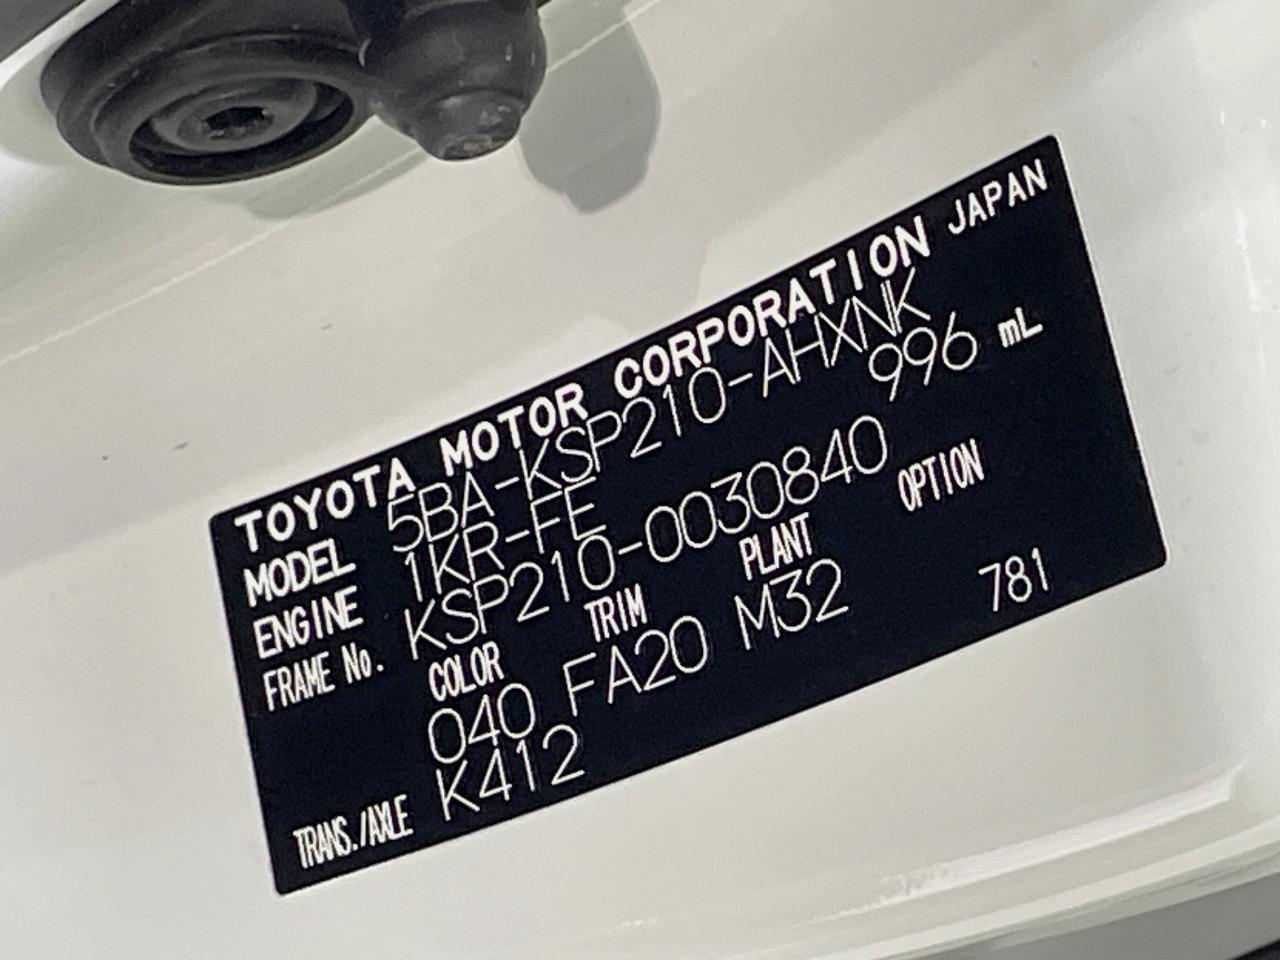 TOYOTA MOTOR CORPORATION JAPAN
MODEL 5BA-KSP210-AHXNK
ENGINE 1KR-FE 996 mL
FRAME No. KSP210-0030840
COLOR TRIM PLANT OPTION
040 FA20 M32 781
TRANS./AXLE K412